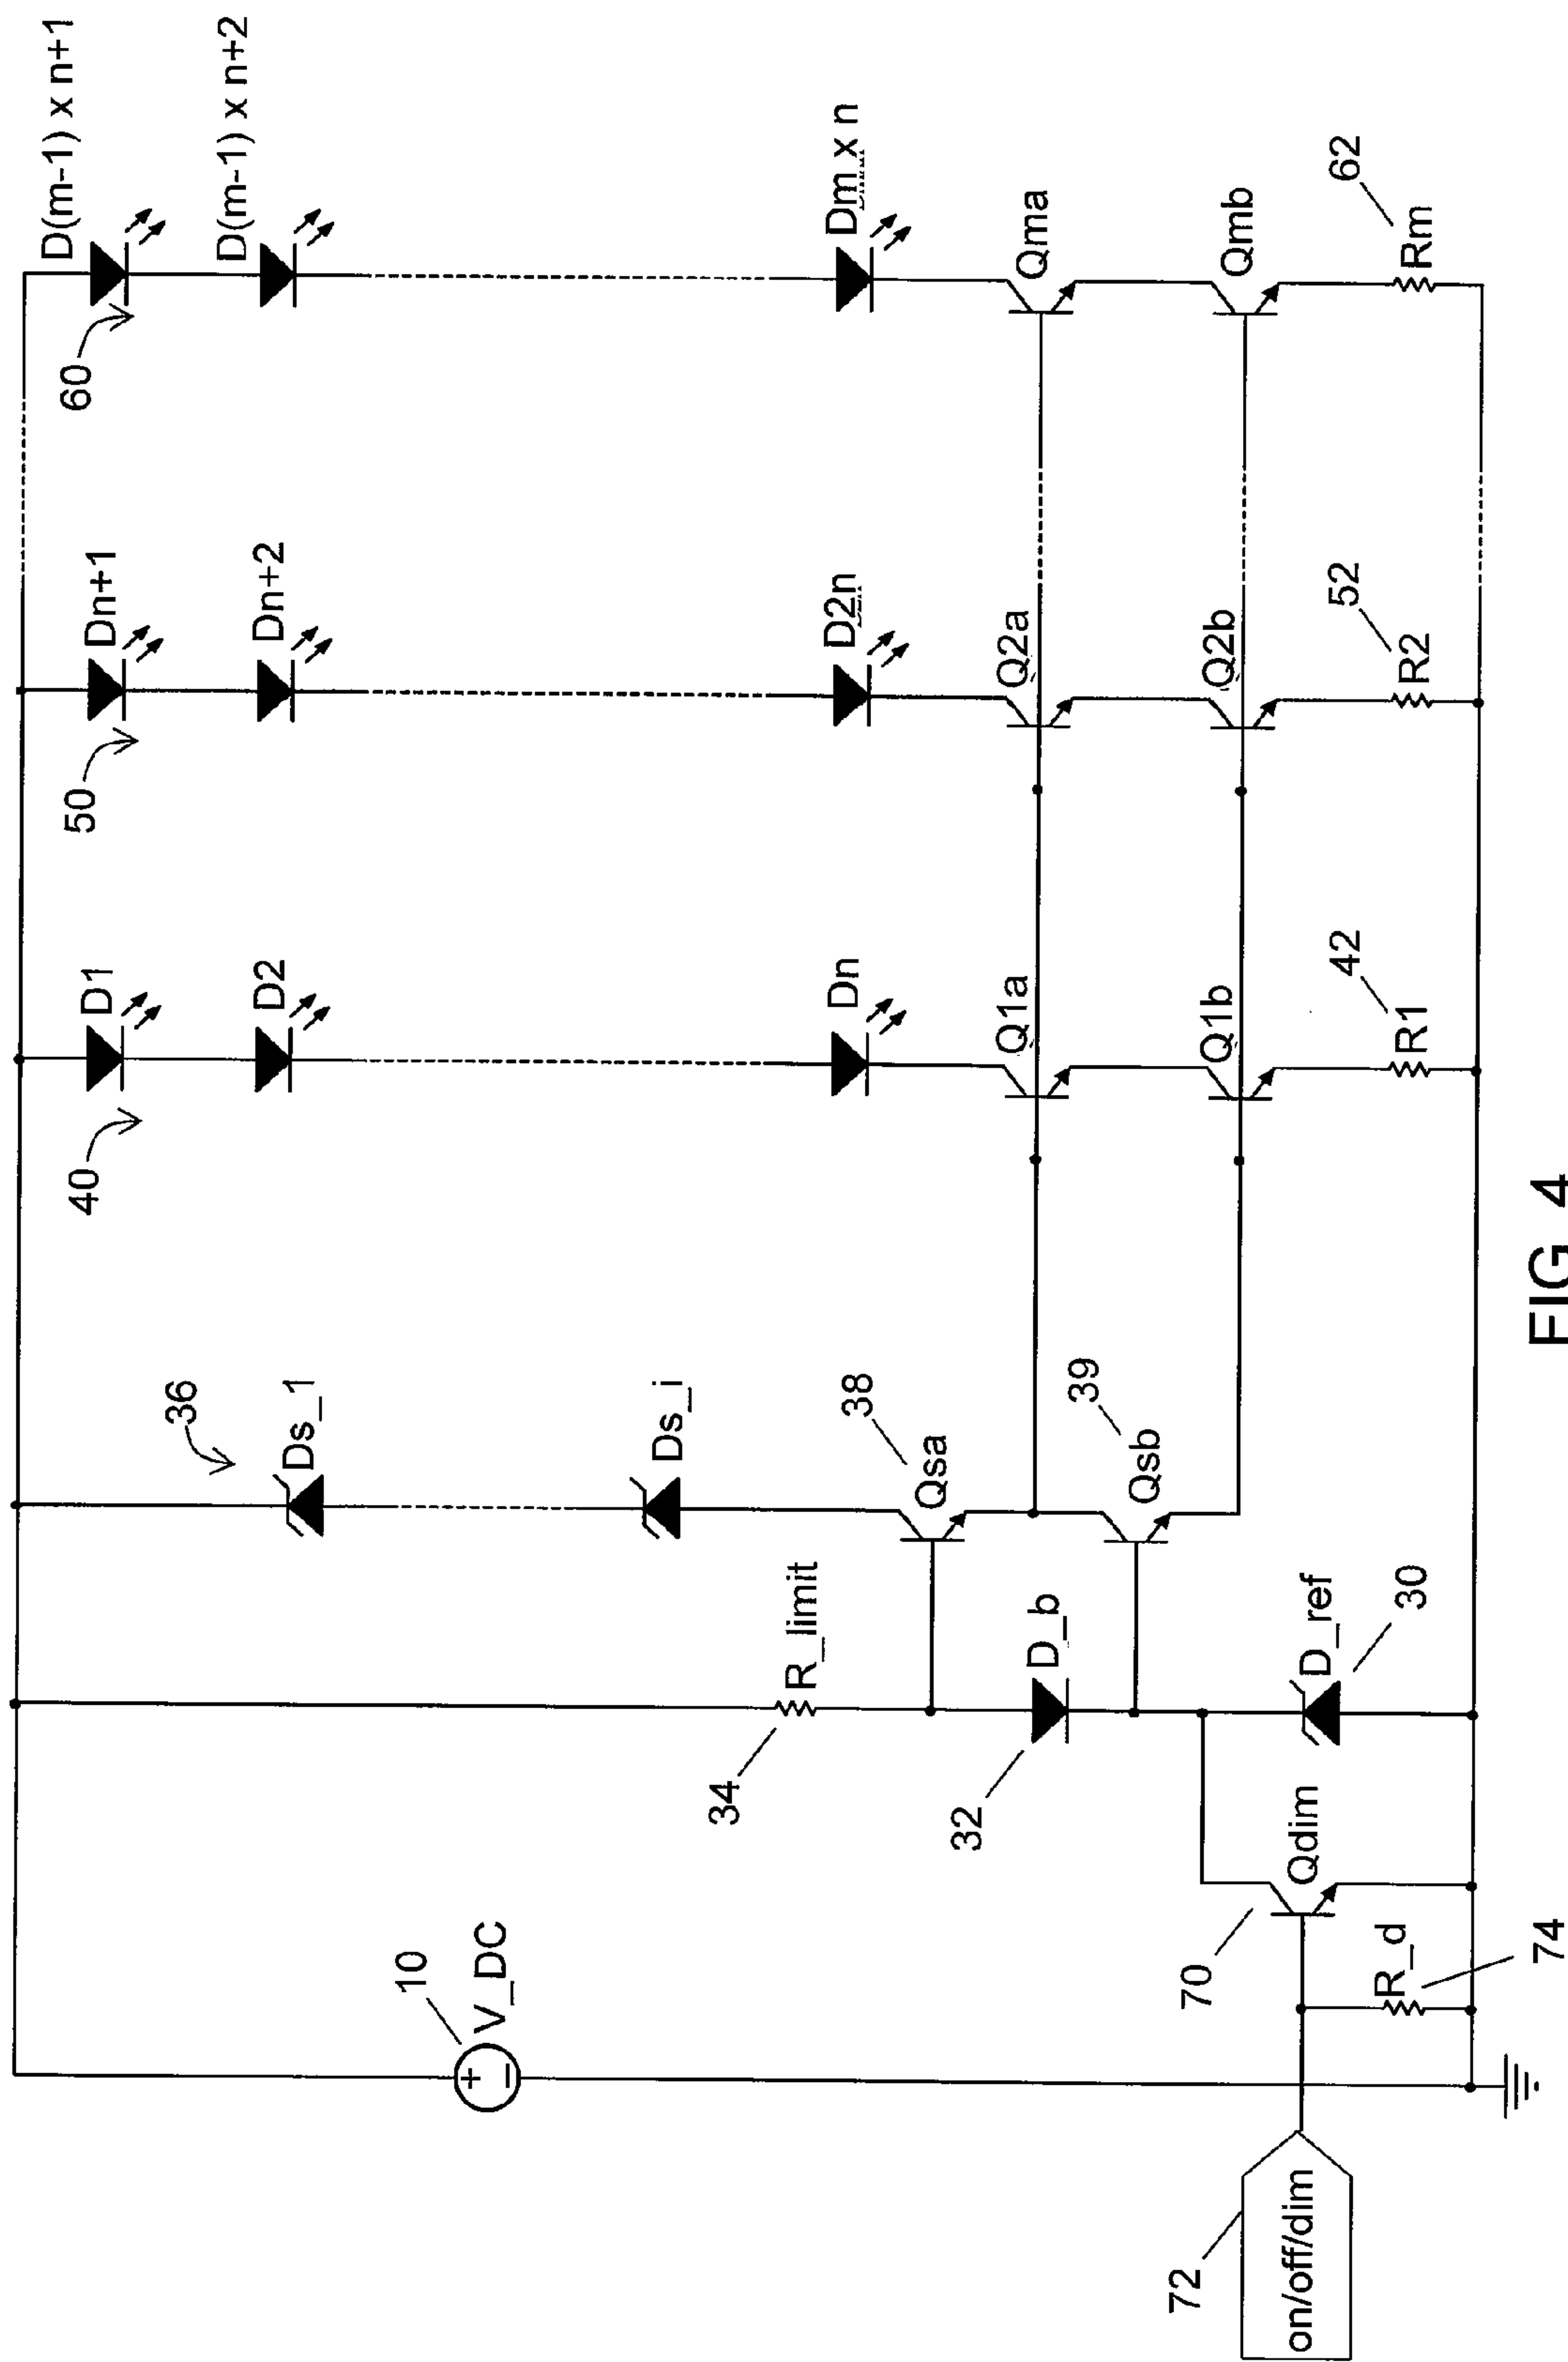 D1
Dn+1
D(m-1) x n+1
40
50
60
D2
Dn+2
D(m-1) x n+2
36
Ds_1
Ds_i
10
V_DC
34
R_limit
38
Qsa
Dn
D2n
Dm x n
32
D_b
39
Qsb
Q1a
Q2a
Qma
Q1b
Q2b
Qmb
72
on/off/dim
70
Qdim
R_d
74
D_ref
30
42
R1
52
R2
62
Rm
FIG. 4